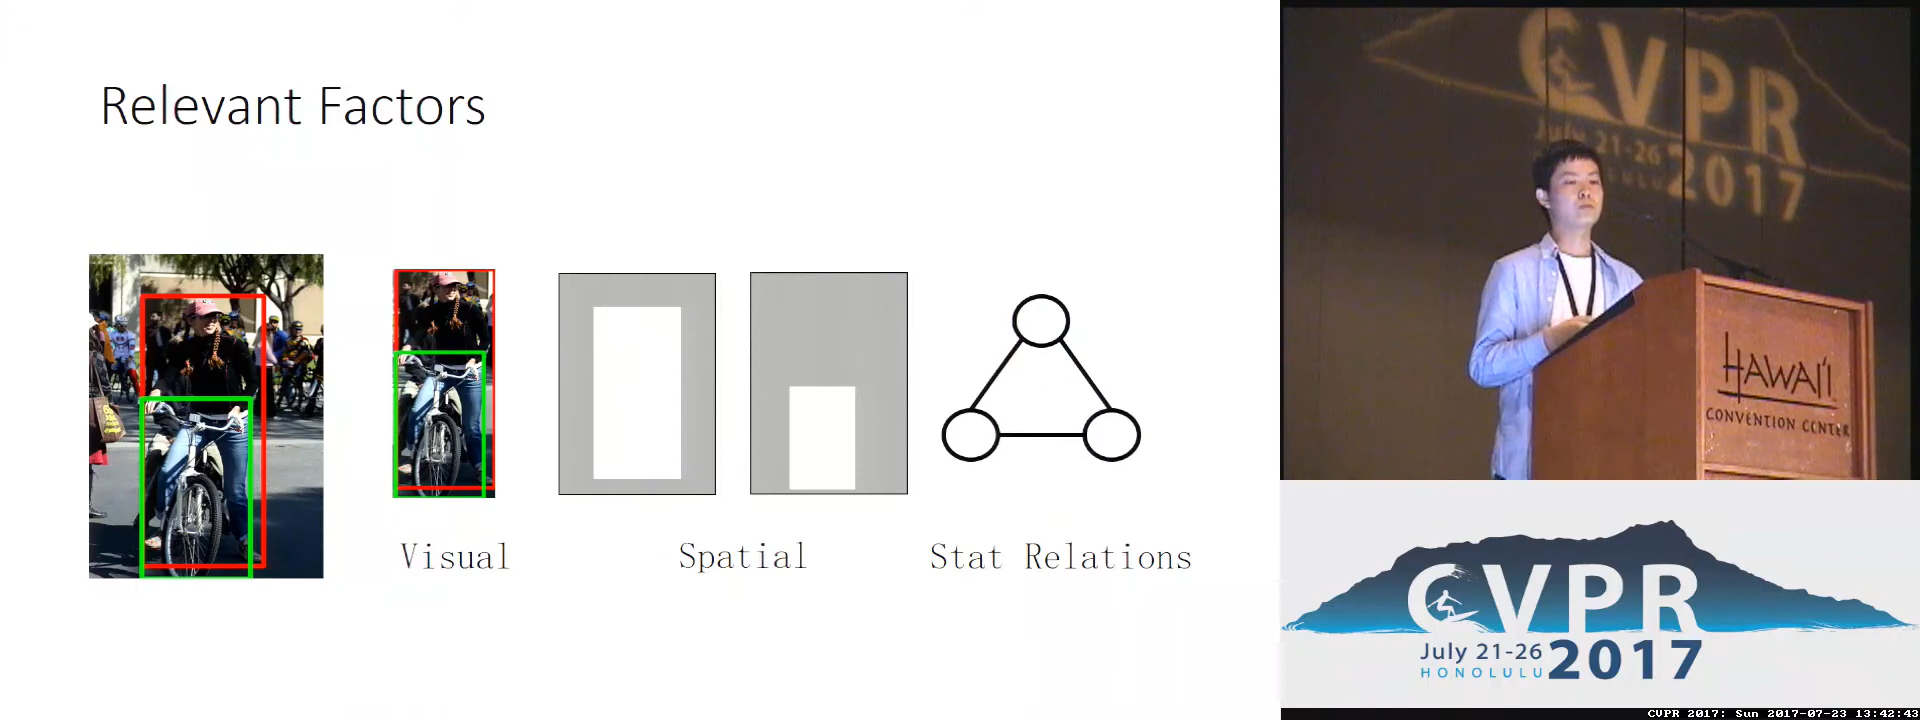 Relevant Factors
Visual
Spatial
Stat Relations
CVPR
July 21-26
2017
HAWAI'I
CONVENTION CENTER
CVPR
July 21-26
HONOLULU
2017
CVPR 2017: Sun 2017-07-23 13:42:43